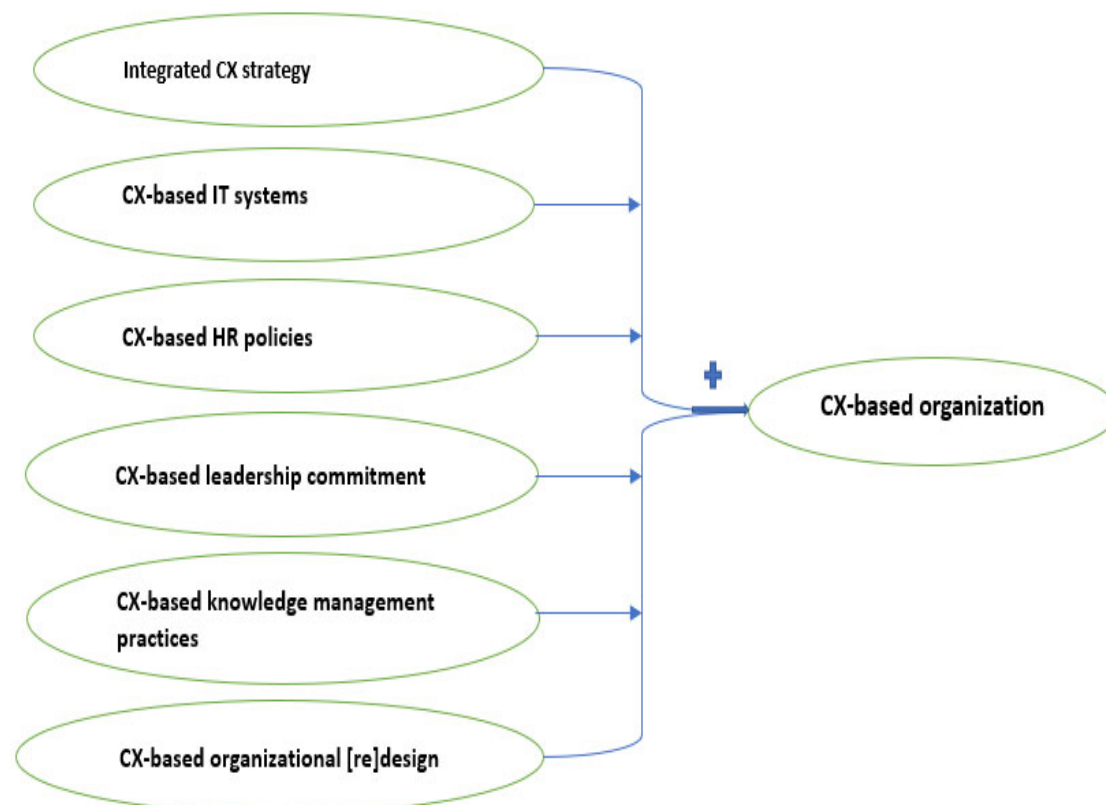 Integrated CX strategy
CX-based IT systems
CX-based HR policies
+
CX-based organization
CX-based leadership commitment
CX-based knowledge management
practices
CX-based organizational [re]design